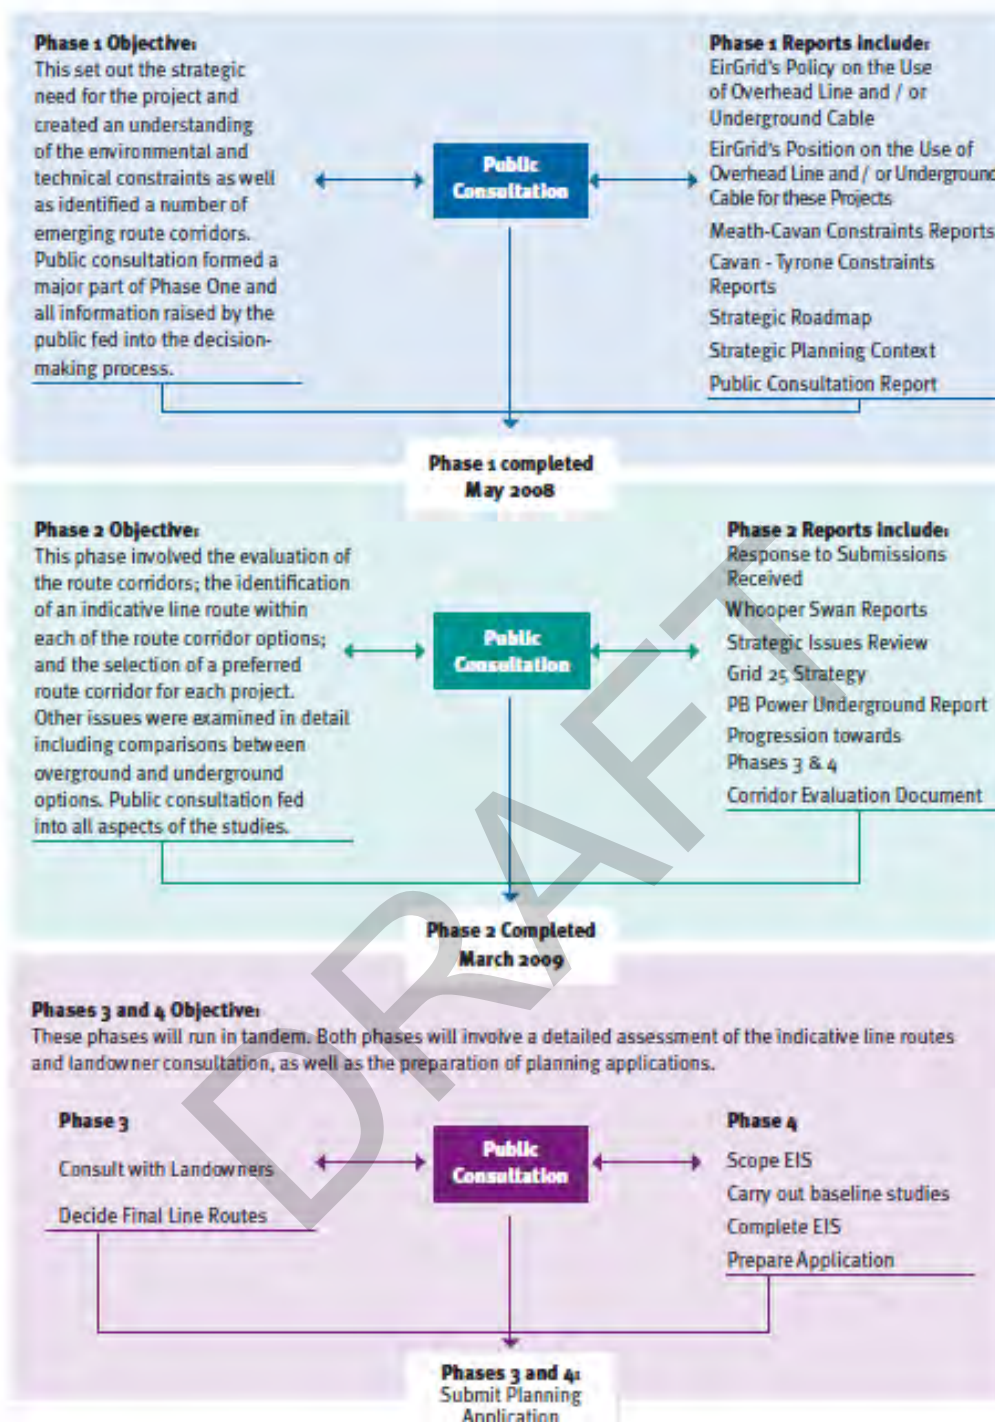 Phase 1 Objective:
This set out the strategic
need for the project and
created an understanding
of the environmental and
technical constraints as well
as identified a number of
emerging route corridors.
Public consultation formed a
major part of Phase One and
all information raised by the
public fed into the decision-
making process.
Public
Consultation
Phase 1 Reports include:
EirGrid's Policy on the Use
of Overhead Line and / or
Underground Cable
EirGrid's Position on the Use of
Overhead Line and / or Underground
Cable for these Projects
Meath-Cavan Constraints Reports
Cavan - Tyrone Constraints
Reports
Strategic Roadmap
Strategic Planning Context
Public Consultation Report
Phase 1 completed
May 2008
Phase 2 Objective:
This phase involved the evaluation of
the route corridors; the identification
of an indicative line route within
each of the route corridor options;
and the selection of a preferred
route corridor for each project.
Other issues were examined in detail
including comparisons between
overground and underground
options. Public consultation fed
into all aspects of the studies.
Public
Consultation
Phase 2 Reports include:
Response to Submissions
Received
Whooper Swan Reports
Strategic Issues Review
Grid 25 Strategy
PB Power Underground Report
Progression towards
Phases 3 & 4
Corridor Evaluation Document
Phase 2 Completed
March 2009
Phases 3 and 4 Objective:
These phases will run in tandem. Both phases will involve a detailed assessment of the indicative line routes
and landowner consultation, as well as the preparation of planning applications.
Phase 3
Consult with Landowners
Decide Final Line Routes
Public
Consultation
Phase 4
Scope EIS
Carry out baseline studies
Complete EIS
Prepare Application
Phases 3 and 4:
Submit Planning
Application
DRAFT